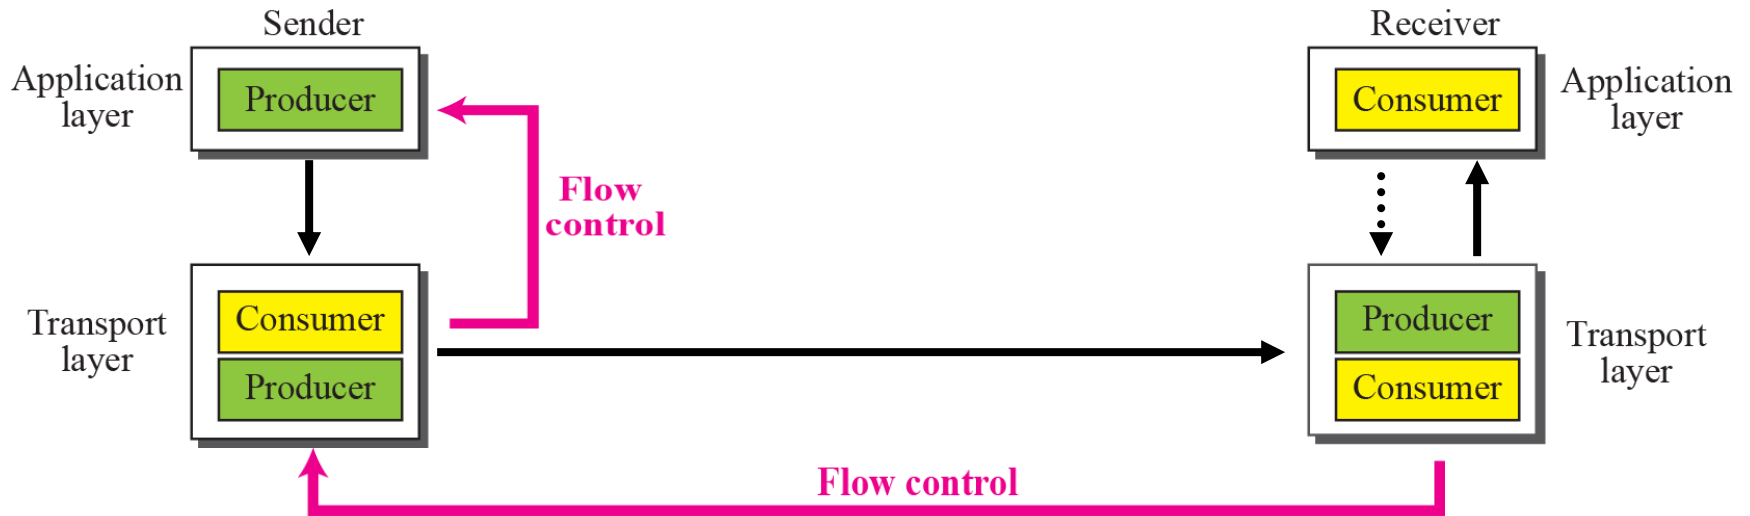 Sender
Receiver
Application
layer
Producer
Consumer
Application
layer
Flow
control
Transport
layer
Consumer
Producer
Producer
Consumer
Transport
layer
Flow control